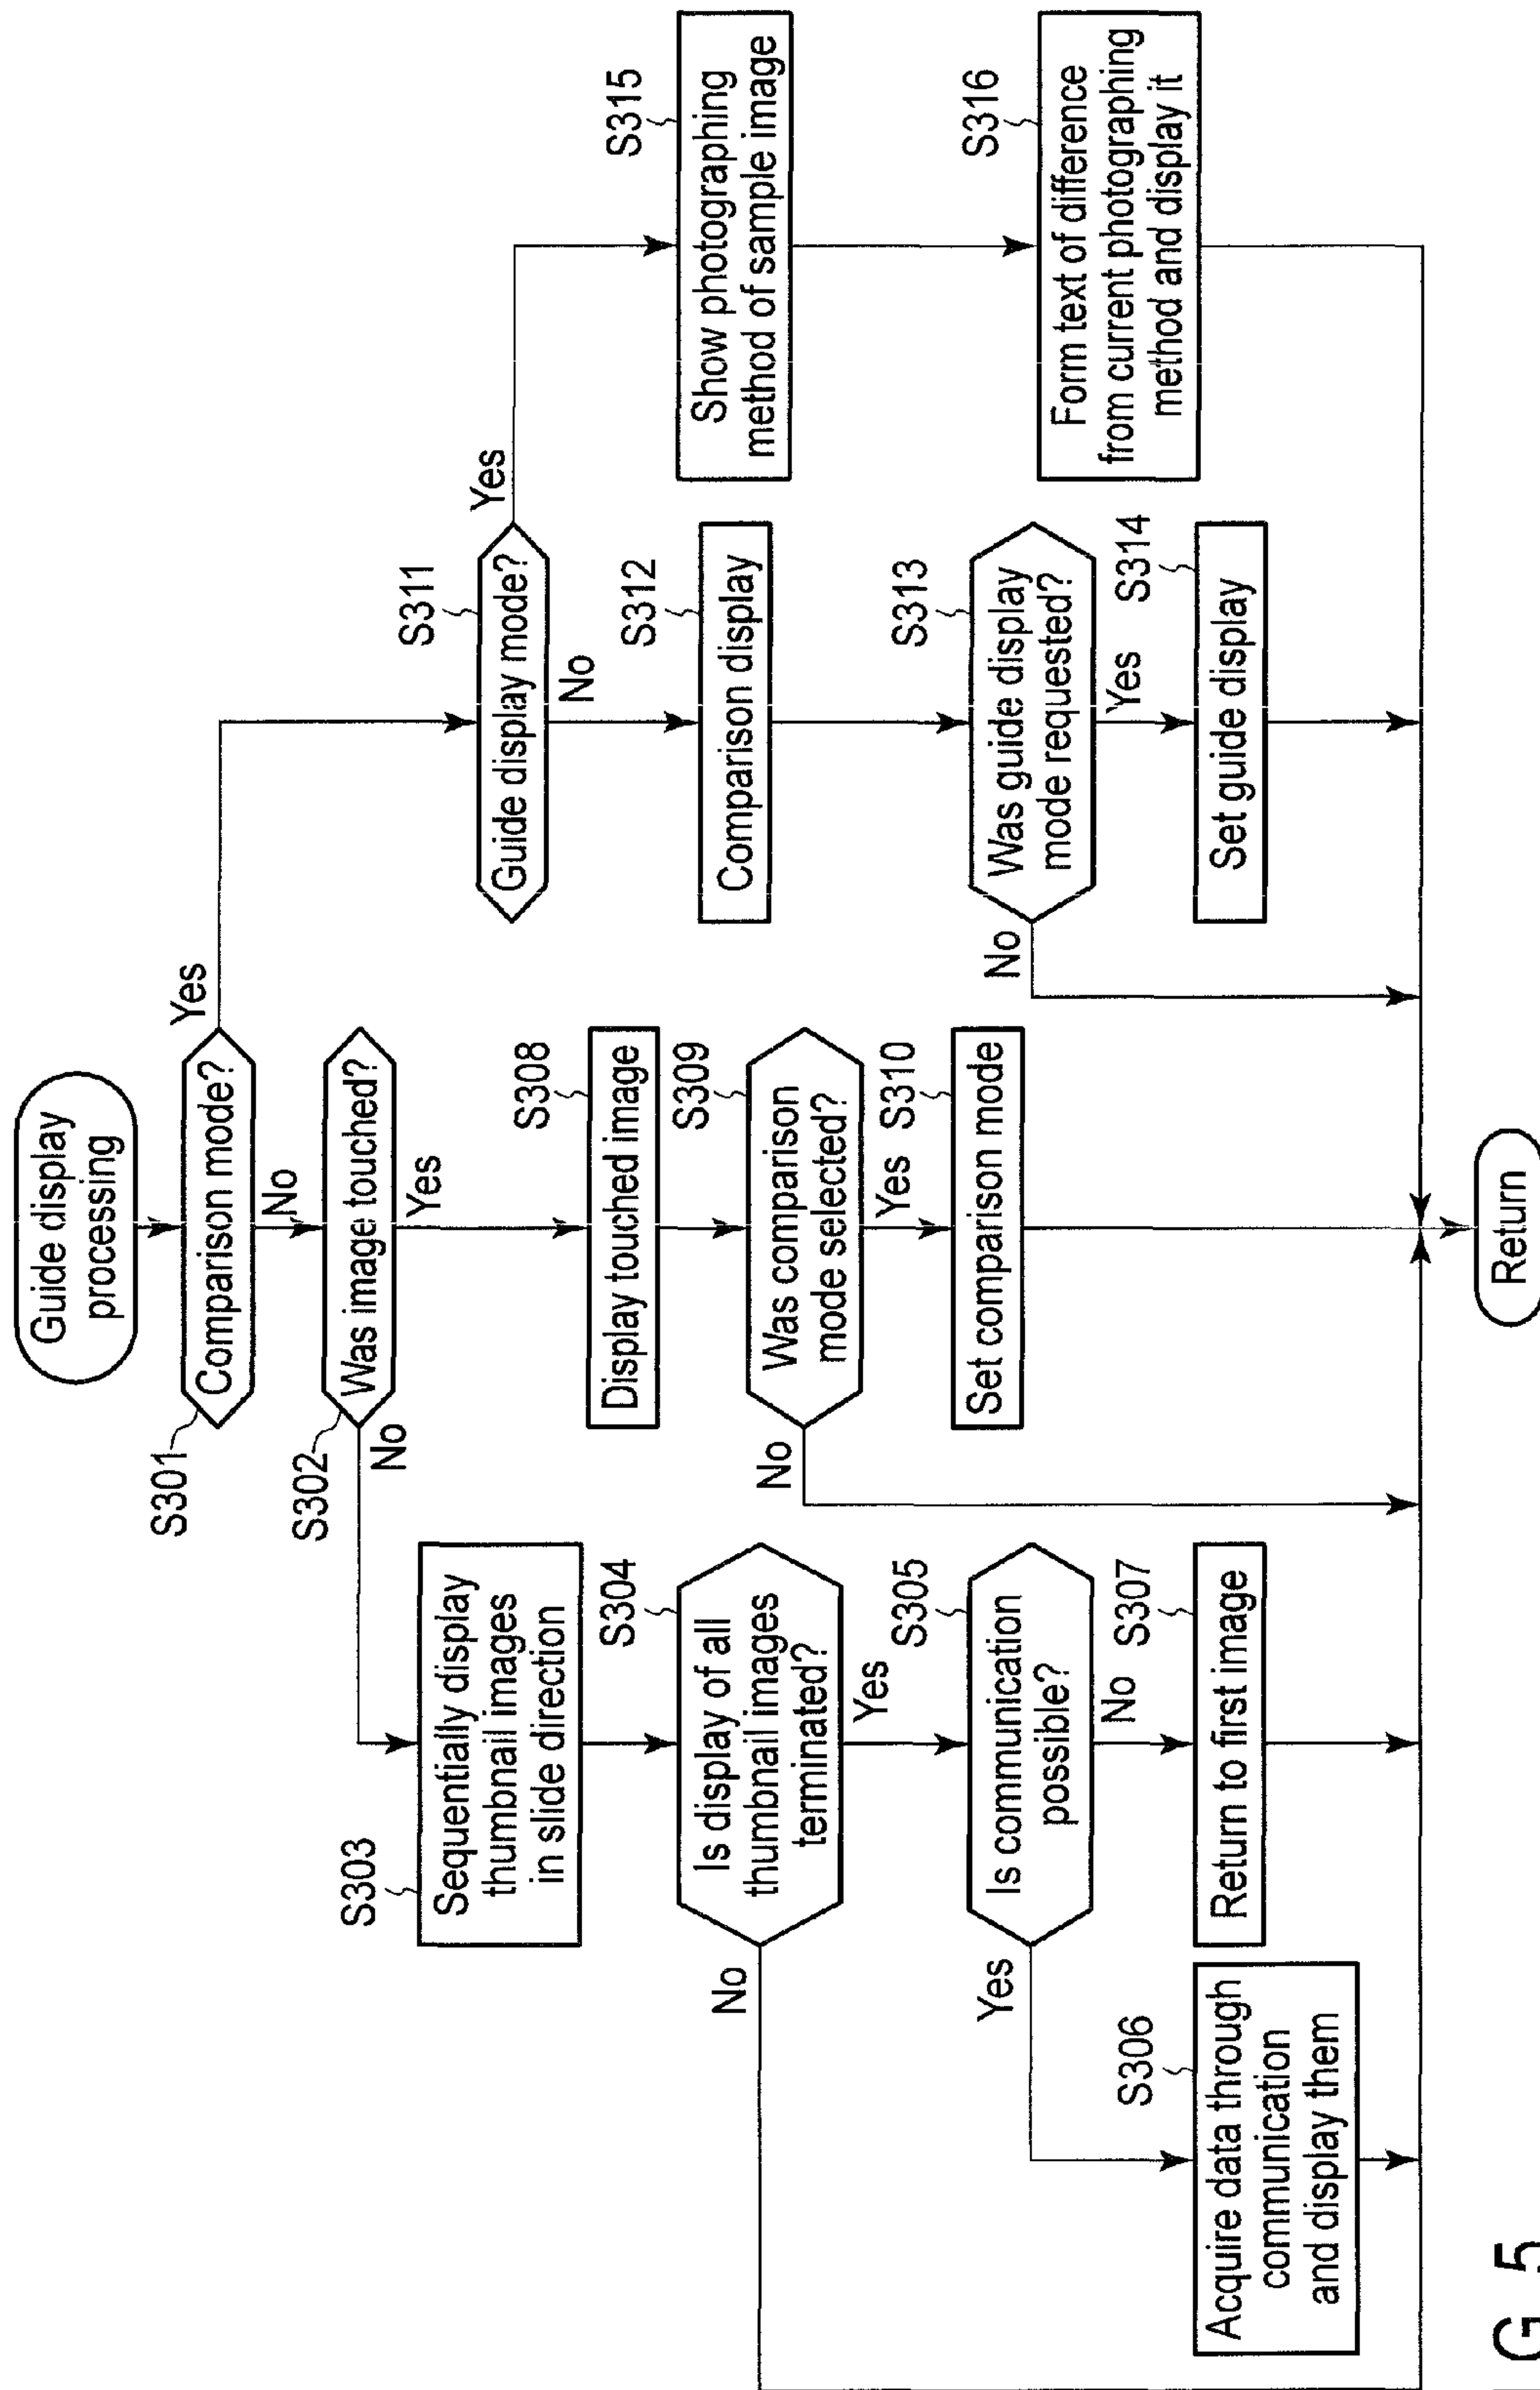 Guide display
processing
S301
Comparison mode?
Yes
No
S302
Was image touched?
No
Yes
S303
Sequentially display
thumbnail images
in slide direction
S304
Is display of all
thumbnail images
terminated?
No
Yes
S305
Is communication
possible?
Yes
No
S306
Acquire data through
communication
and display them
S307
Return to first image
S308
Display touched image
S309
Was comparison
mode selected?
No
Yes
S310
Set comparison mode
S311
Guide display mode?
Yes
No
S312
Comparison display
S313
Was guide display
mode requested?
No
Yes
S314
Set guide display
S315
Show photographing
method of sample image
S316
Form text of difference
from current photographing
method and display it
Return
G. 5